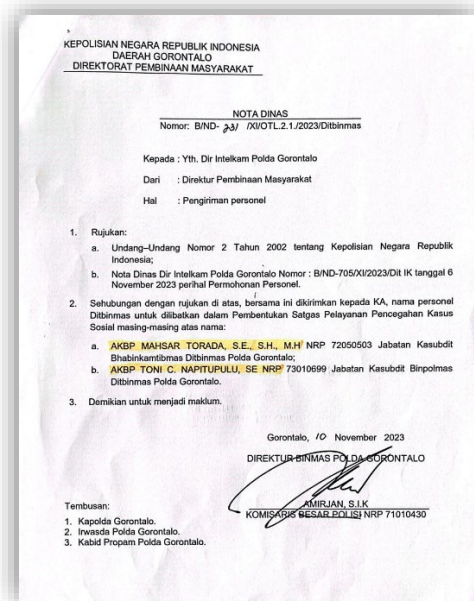 KEPOLISIAN NEGARA REPUBLIK INDONESIA
DAERAH GORONTALO
DIREKTORAT PEMBINAAN MASYARAKAT
NOTA DINAS
Nomor: B/ND- 731 /XI/OTL.2.1./2023/Ditbinmas
Kepada : Yth. Dir Intelkam Polda Gorontalo
Dari : Direktur Pembinaan Masyarakat
Hal : Pengiriman personel
1. Rujukan:
a. Undang–Undang Nomor 2 Tahun 2002 tentang Kepolisian Negara Republik
Indonesia;
b. Nota Dinas Dir Intelkam Polda Gorontalo Nomor : B/ND-705/XI/2023/Dit IK tanggal 6
November 2023 perihal Permohonan Personel.
2. Sehubungan dengan rujukan di atas, bersama ini dikirimkan kepada KA, nama personel
Ditbinmas untuk dilibatkan dalam Pembentukan Satgas Pelayanan Pencegahan Kasus
Sosial masing-masing atas nama:
a. AKBP MAHSAR TORADA, S.E., S.H., M.H NRP 72050503 Jabatan Kasubdit
Bhabinkamtibmas Ditbinmas Polda Gorontalo;
b. AKBP TONI C. NAPITUPULU, SE NRP 73010699 Jabatan Kasubdit Binpolmas
Ditbinmas Polda Gorontalo.
3. Demikian untuk menjadi maklum.
Gorontalo, 10 November 2023
DIREKTUR BINMAS POLDA GORONTALO
AMIRJAN, S.I.K
KOMISARIS BESAR POLISI NRP 71010430
Tembusan:
1. Kapolda Gorontalo.
2. Irwasda Polda Gorontalo.
3. Kabid Propam Polda Gorontalo.